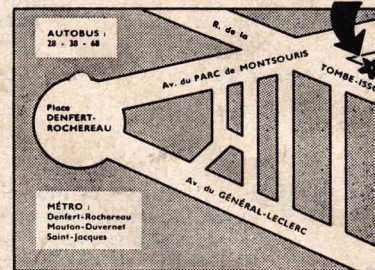 AUTOBUS :
28 - 38 - 68
R. de la
TOMBE-ISSO
Av. du PARC de MONTSOURIS
Place
DENFERT-
ROCHEREAU
Av. du GÉNÉRAL-LECLERC
MÉTRO :
Denfert-Rochereau
Mouton-Duvernet
Saint-Jacques